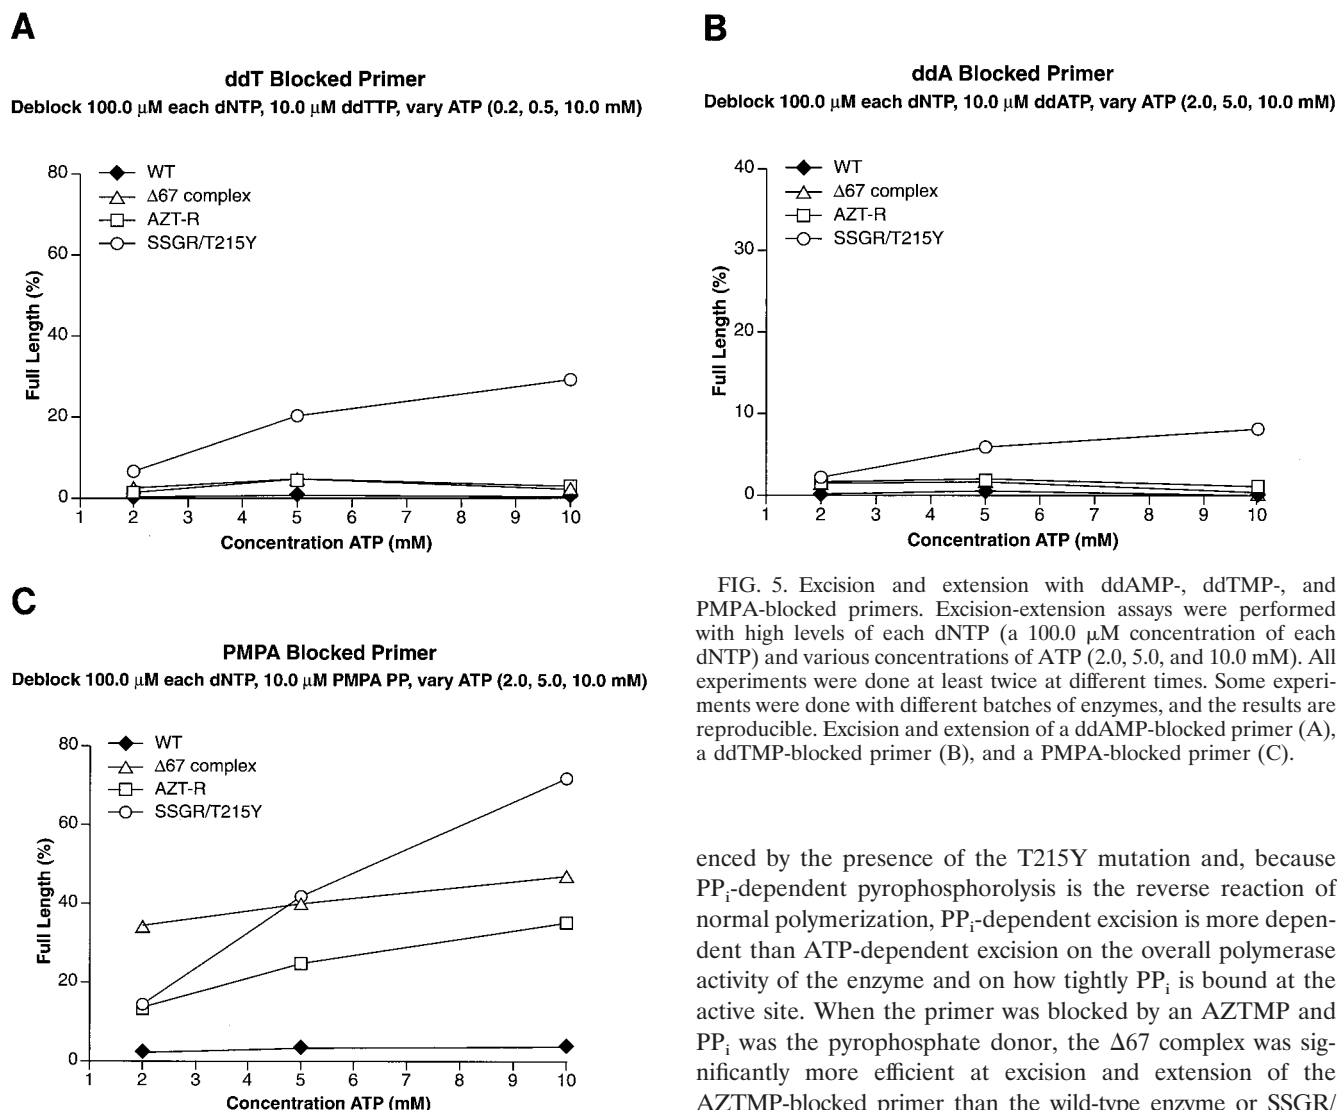 A
ddT Blocked Primer
Deblock 100.0 μM each dNTP, 10.0 μM ddTTP, vary ATP (0.2, 0.5, 10.0 mM)
WT
Δ67 complex
AZT-R
SSGR/T215Y
80
60
40
20
0
Full Length (%)
1 2 3 4 5 6 7 8 9 10
Concentration ATP (mM)
B
ddA Blocked Primer
Deblock 100.0 μM each dNTP, 10.0 μM ddATP, vary ATP (2.0, 5.0, 10.0 mM)
WT
Δ67 complex
AZT-R
SSGR/T215Y
40
30
20
10
0
Full Length (%)
1 2 3 4 5 6 7 8 9 10
Concentration ATP (mM)
C
PMPA Blocked Primer
Deblock 100.0 μM each dNTP, 10.0 μM PMPA PP, vary ATP (2.0, 5.0, 10.0 mM)
WT
Δ67 complex
AZT-R
SSGR/T215Y
80
60
40
20
0
Full Length (%)
1 2 3 4 5 6 7 8 9 10
Concentration ATP (mM)
FIG. 5. Excision and extension with ddAMP-, ddTMP-, and
PMPA-blocked primers. Excision-extension assays were performed
with high levels of each dNTP (a 100.0 μM concentration of each
dNTP) and various concentrations of ATP (2.0, 5.0, and 10.0 mM). All
experiments were done at least twice at different times. Some experi-
ments were done with different batches of enzymes, and the results are
reproducible. Excision and extension of a ddAMP-blocked primer (A),
a ddTMP-blocked primer (B), and a PMPA-blocked primer (C).
enced by the presence of the T215Y mutation and, because
PPi-dependent pyrophosphorolysis is the reverse reaction of
normal polymerization, PPi-dependent excision is more depen-
dent than ATP-dependent excision on the overall polymerase
activity of the enzyme and on how tightly PPi is bound at the
active site. When the primer was blocked by an AZTMP and
PPi was the pyrophosphate donor, the Δ67 complex was sig-
nificantly more efficient at excision and extension of the
AZTMP-blocked primer than the wild-type enzyme or SSGR/